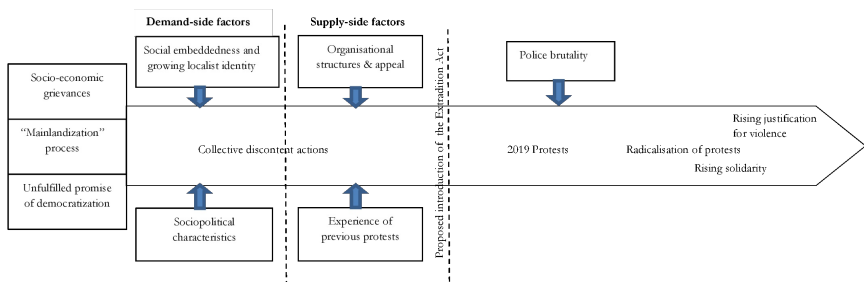 Demand-side factors
Supply-side factors
Social embeddedness and
growing localist identity
Organisational
structures & appeal
Police brutality
Socio-economic
grievances
“Mainlandization”
process
Unfulfilled promise
of democratization
Collective discontent actions
Proposed introduction of the Extradition Act
2019 Protests
Rising justification
for violence
Radicalisation of protests
Rising solidarity
Sociopolitical
characteristics
Experience of
previous protests